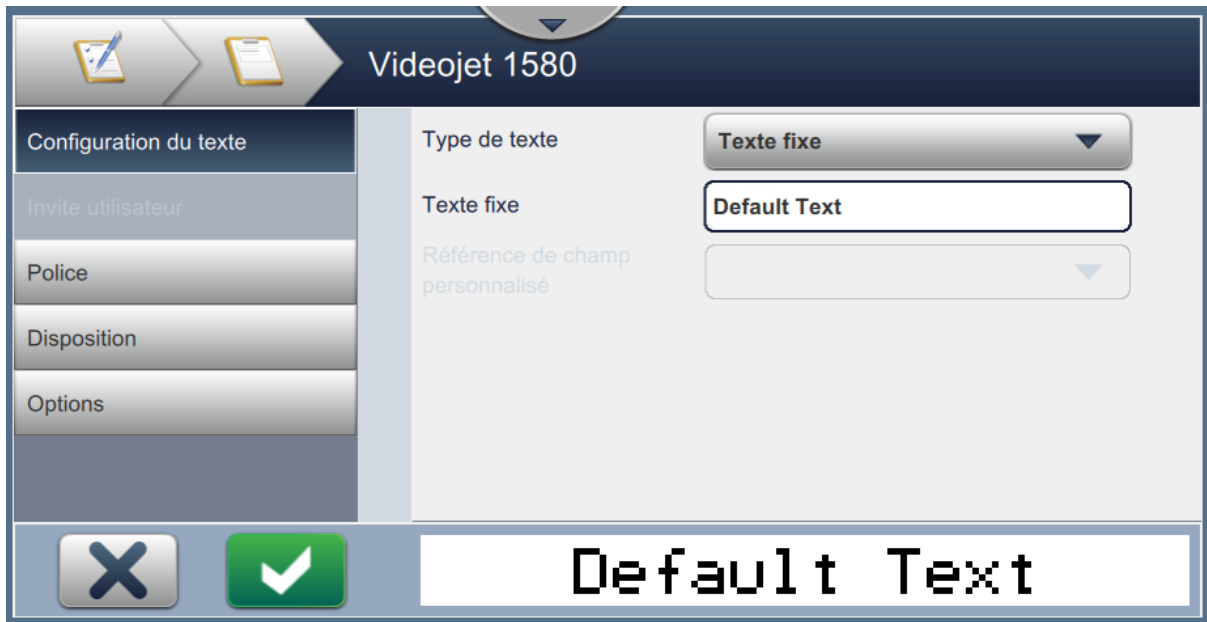 Videojet 1580
Configuration du texte
Invite utilisateur
Police
Disposition
Options
Type de texte
Texte fixe
Texte fixe
Default Text
Référence de champ
personnalisé
Default Text